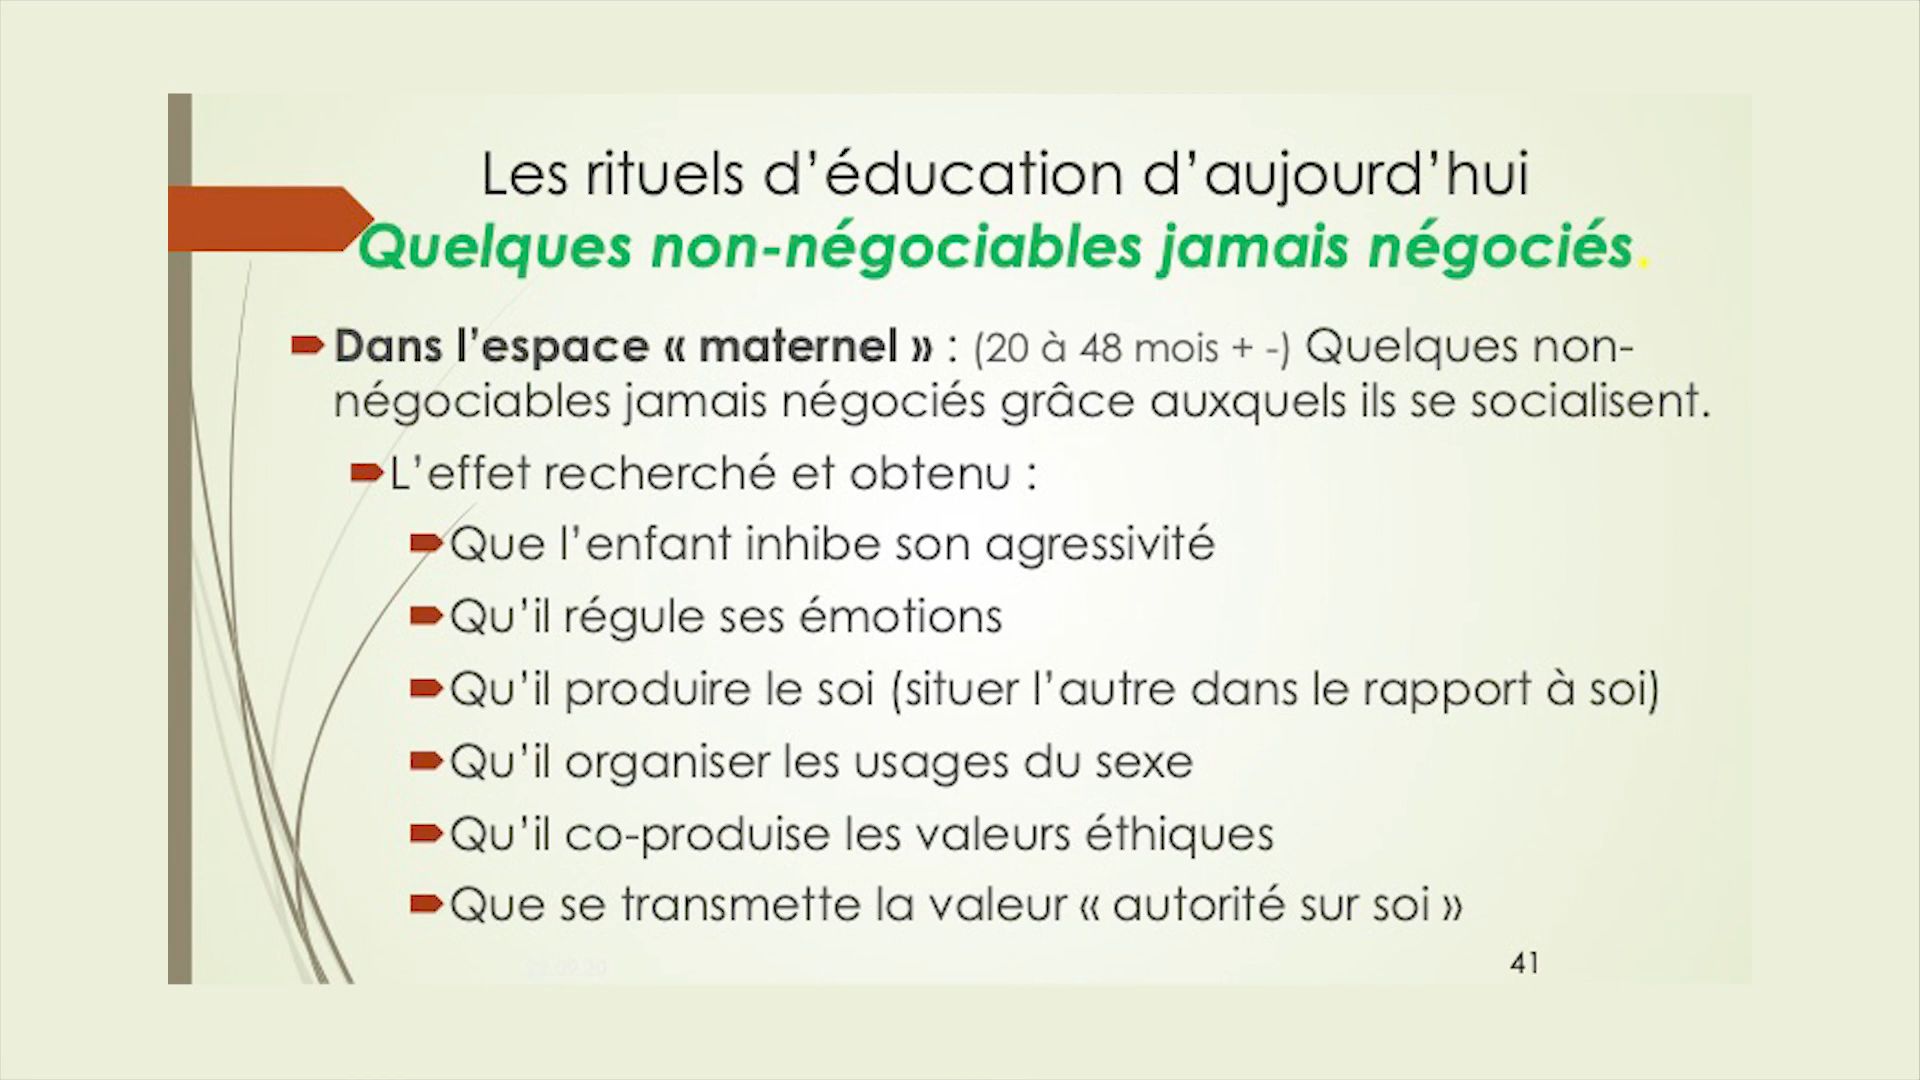 Les rituels d’éducation d’aujourd’hui
Quelques non-négociables jamais négociés.
Dans l’espace « maternel » : (20 à 48 mois + -) Quelques non-
négociables jamais négociés grâce auxquels ils se socialisent.
L’effet recherché et obtenu :
Que l’enfant inhibe son agressivité
Qu’il régule ses émotions
Qu’il produire le soi (situer l’autre dans le rapport à soi)
Qu’il organiser les usages du sexe
Qu’il co-produise les valeurs éthiques
Que se transmette la valeur « autorité sur soi »
41